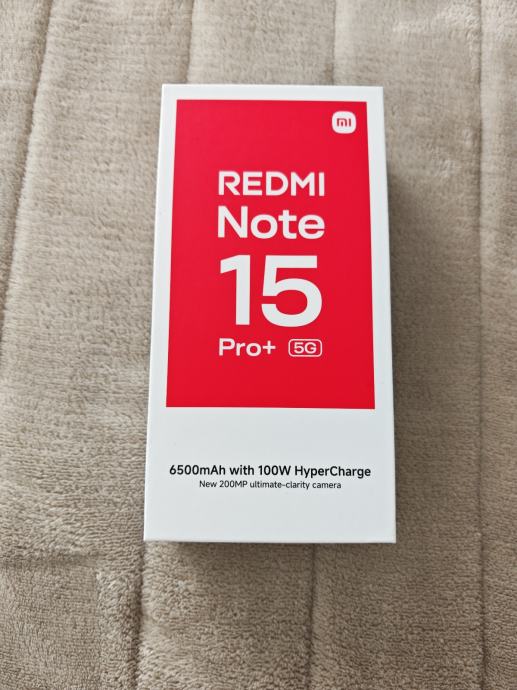 mi
REDMI
Note
15
Pro+ 5G
6500mAh with 100W HyperCharge
New 200MP ultimate-clarity camera